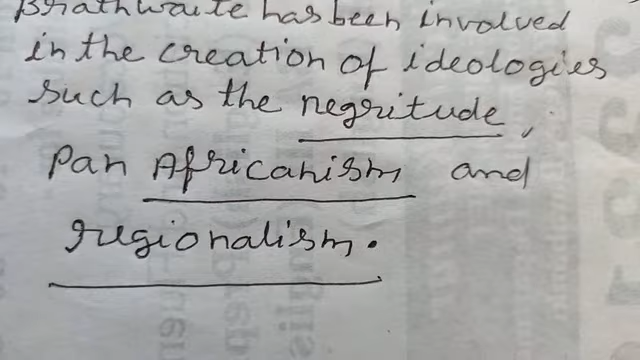 Brathwaite has been involved
in the creation of ideologies
such as the negritude,
Pan Africanism and
regionalism.